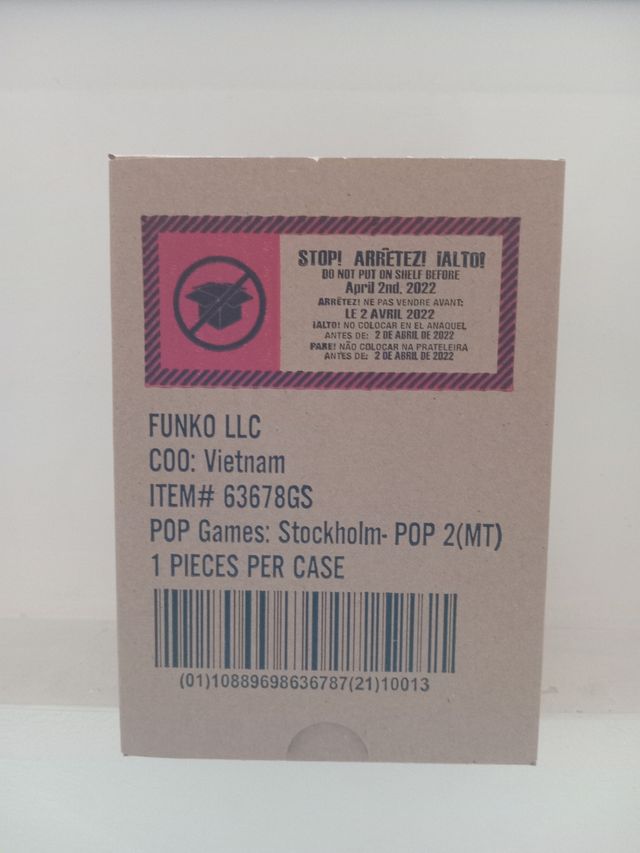 STOP! ARRÊTEZ! ¡ALTO!
DO NOT PUT ON SHELF BEFORE
April 2nd, 2022
ARRÊTEZ! NE PAS VENDRE AVANT:
LE 2 AVRIL 2022
¡ALTO! NO COLOCAR EN EL ANAQUEL
ANTES DE: 2 DE ABRIL DE 2022
PARE! NÃO COLOCAR NA PRATELEIRA
ANTES DE: 2 DE ABRIL DE 2022
FUNKO LLC
COO: Vietnam
ITEM# 63678GS
POP Games: Stockholm- POP 2(MT)
1 PIECES PER CASE
(01)10889698636787(21)10013